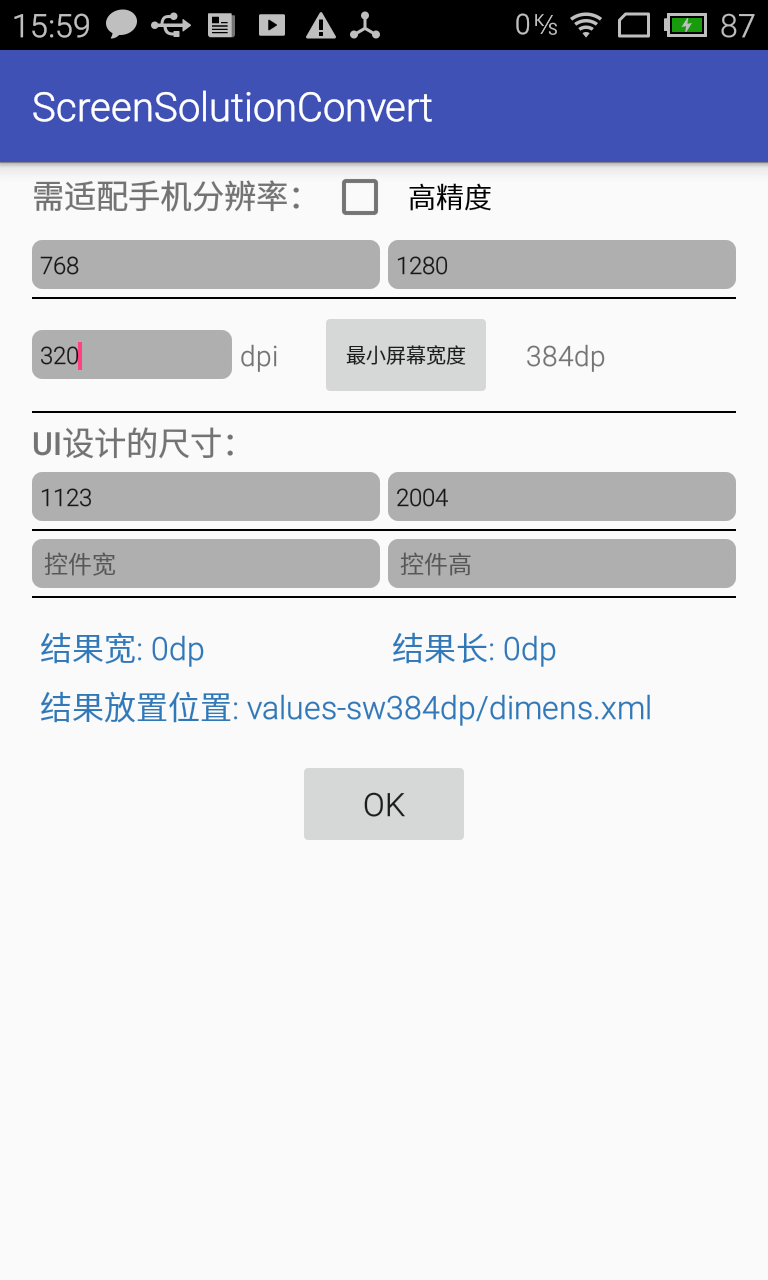 15:59 0 K/s 87
ScreenSolutionConvert
需适配手机分辨率： 高精度
768 1280
320 dpi 最小屏幕宽度 384dp
UI设计的尺寸：
1123 2004
控件宽 控件高
结果宽: 0dp 结果长: 0dp
结果放置位置: values-sw384dp/dimens.xml
OK